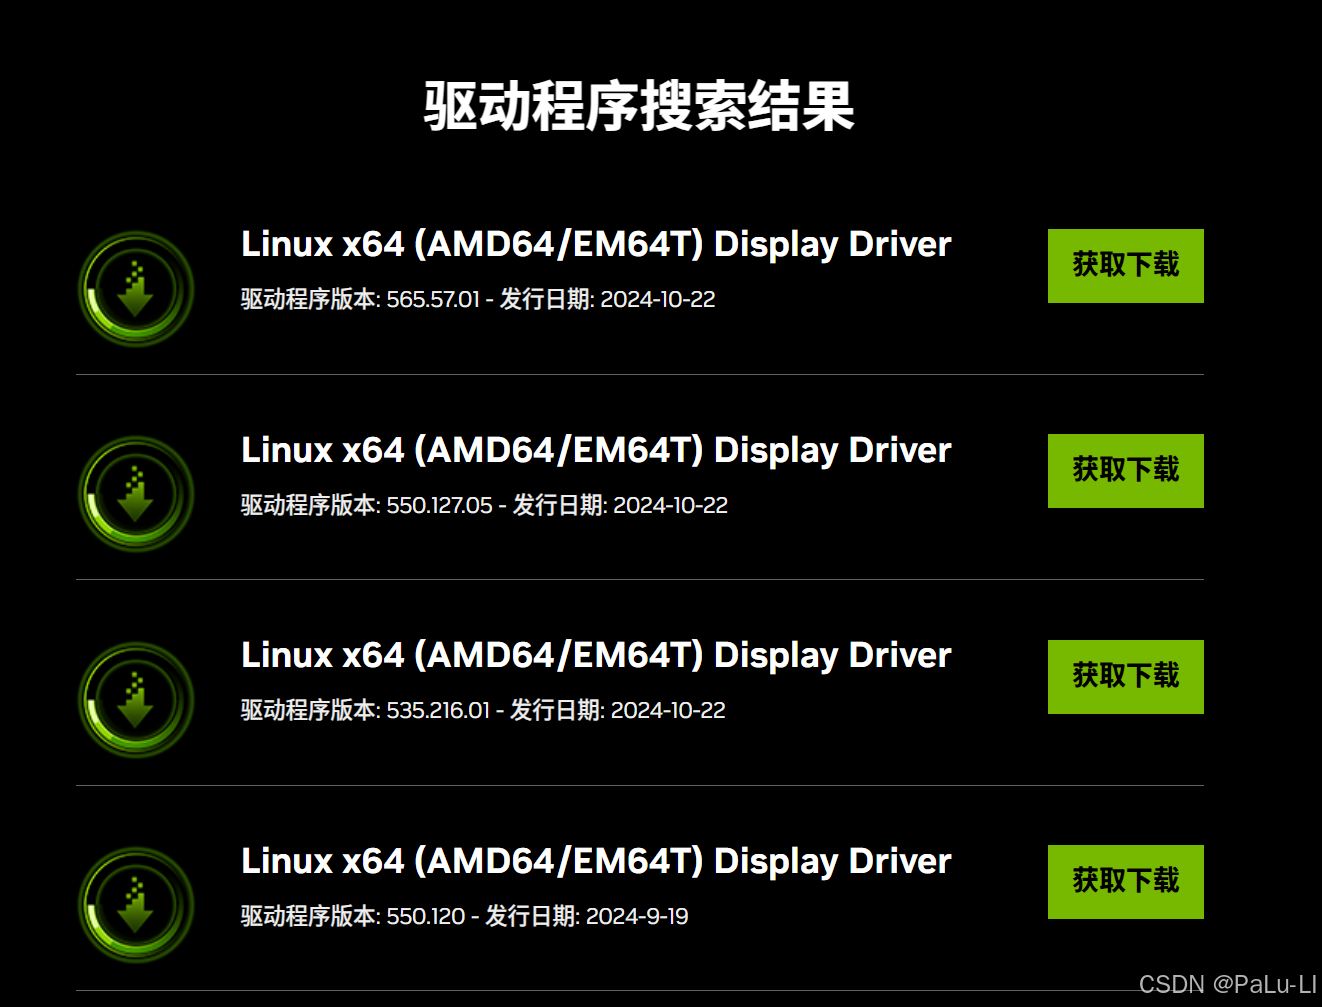 驱动程序搜索结果
Linux x64 (AMD64/EM64T) Display Driver
获取下载
驱动程序版本: 565.57.01 - 发行日期: 2024-10-22
Linux x64 (AMD64/EM64T) Display Driver
获取下载
驱动程序版本: 550.127.05 - 发行日期: 2024-10-22
Linux x64 (AMD64/EM64T) Display Driver
获取下载
驱动程序版本: 535.216.01 - 发行日期: 2024-10-22
Linux x64 (AMD64/EM64T) Display Driver
获取下载
驱动程序版本: 550.120 - 发行日期: 2024-9-19
CSDN @PaLu-LI